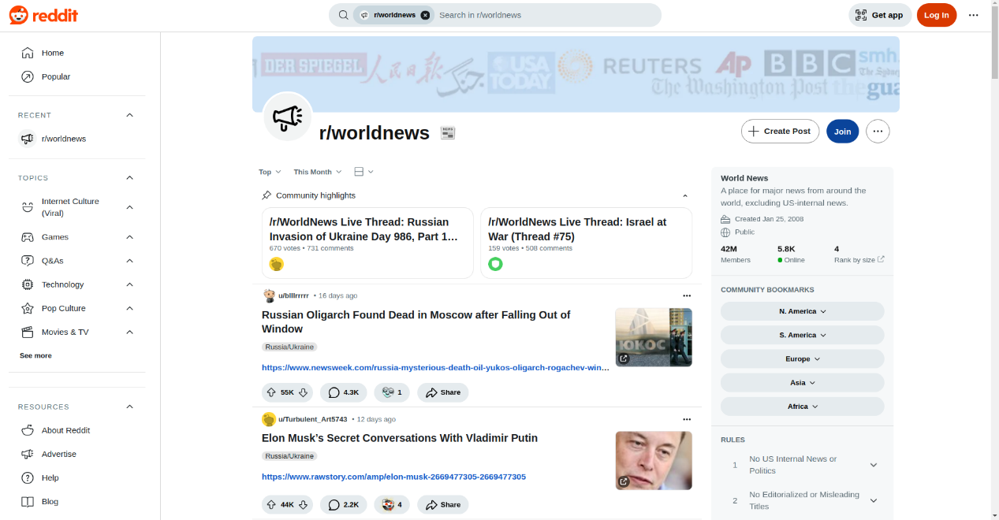 reddit
r/worldnews
Search in r/worldnews
Get app
Log In
Home
Popular
RECENT
r/worldnews
TOPICS
Internet Culture
(Viral)
Games
Q&As
Technology
Pop Culture
Movies & TV
See more
RESOURCES
About Reddit
Advertise
Help
Blog
DER SPIEGEL
人民日报
USA
TODAY
REUTERS
AP
BBC
smh.
The Sydney
The Washington Post
the gua
r/worldnews
NEWS
Create Post
Join
Top
This Month
Community highlights
/r/WorldNews Live Thread: Russian
Invasion of Ukraine Day 986, Part 1…
670 votes • 731 comments
/r/WorldNews Live Thread: Israel at
War (Thread #75)
159 votes • 508 comments
u/blllrrrrr • 16 days ago
Russian Oligarch Found Dead in Moscow after Falling Out of
Window
Russia/Ukraine
https://www.newsweek.com/russia-mysterious-death-oil-yukos-oligarch-rogachev-win...
ЮКОС
55K
4.3K
1
Share
u/Turbulent_Art5743 • 12 days ago
Elon Musk’s Secret Conversations With Vladimir Putin
Russia/Ukraine
https://www.rawstory.com/amp/elon-musk-2669477305-2669477305
44K
2.2K
4
Share
World News
A place for major news from around the
world, excluding US-internal news.
Created Jan 25, 2008
Public
42M
Members
5.8K
Online
4
Rank by size
COMMUNITY BOOKMARKS
N. America
S. America
Europe
Asia
Africa
RULES
1
No US Internal News or
Politics
2
No Editorialized or Misleading
Titles